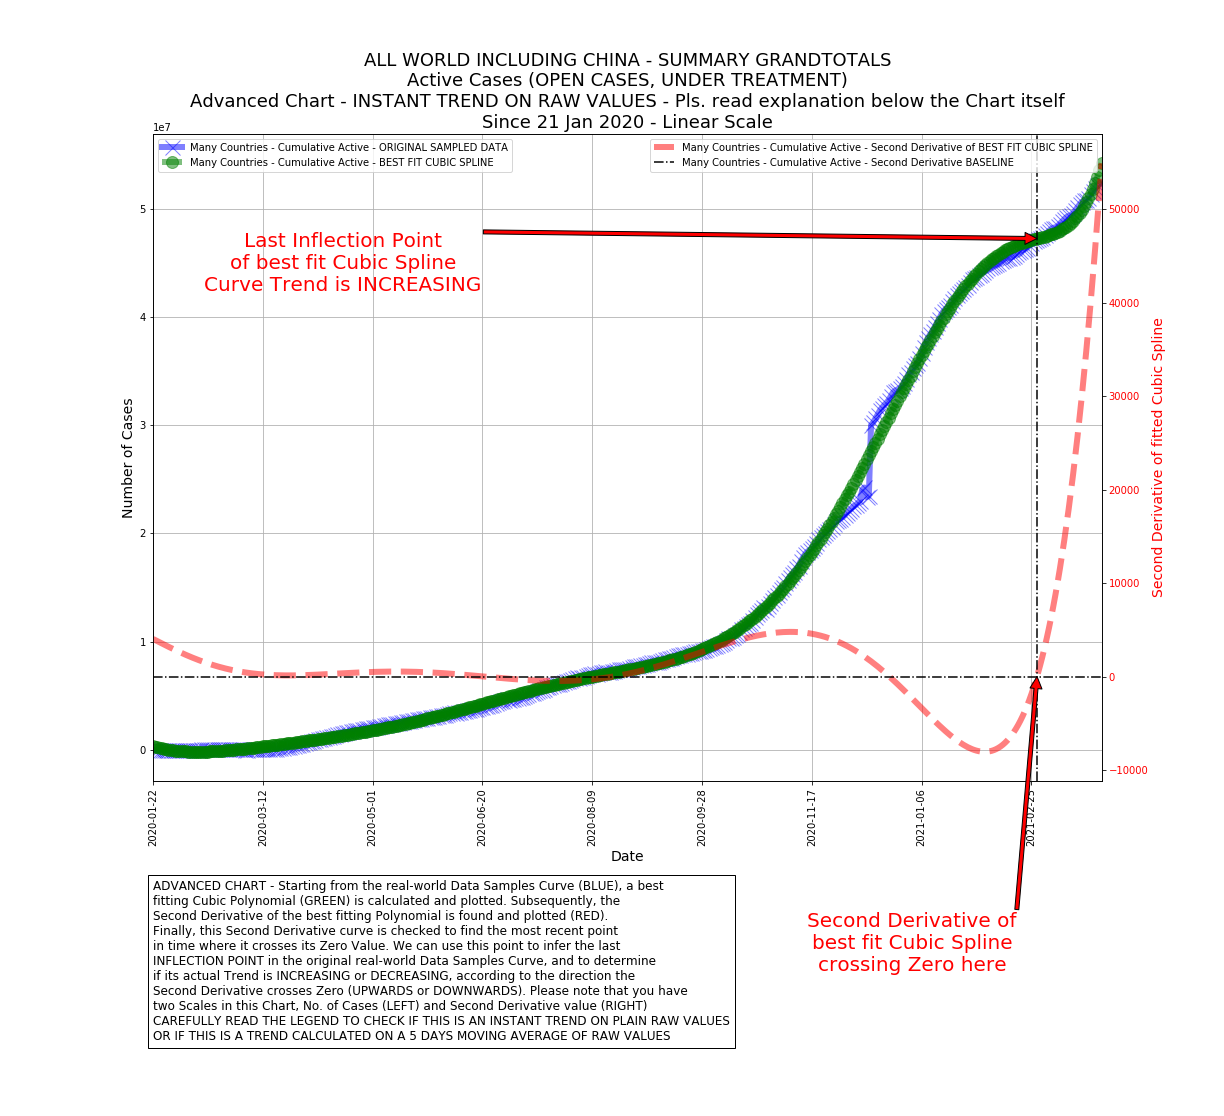 ALL WORLD INCLUDING CHINA - SUMMARY GRANDTOTALS
Active Cases (OPEN CASES, UNDER TREATMENT)
Advanced Chart - INSTANT TREND ON RAW VALUES - Pls. read explanation below the Chart itself
Since 21 Jan 2020 - Linear Scale
1e7
Many Countries - Cumulative Active - ORIGINAL SAMPLED DATA
Many Countries - Cumulative Active - BEST FIT CUBIC SPLINE
Many Countries - Cumulative Active - Second Derivative of BEST FIT CUBIC SPLINE
Many Countries - Cumulative Active - Second Derivative BASELINE
Last Inflection Point
of best fit Cubic Spline
Curve Trend is INCREASING
Number of Cases
5
4
3
2
1
0
50000
40000
30000
20000
10000
0
−10000
Second Derivative of fitted Cubic Spline
2020-01-22
2020-03-12
2020-05-01
2020-06-20
2020-08-09
2020-09-28
2020-11-17
2021-01-06
2021-02-25
Date
ADVANCED CHART - Starting from the real-world Data Samples Curve (BLUE), a best
fitting Cubic Polynomial (GREEN) is calculated and plotted. Subsequently, the
Second Derivative of the best fitting Polynomial is found and plotted (RED).
Finally, this Second Derivative curve is checked to find the most recent point
in time where it crosses its Zero Value. We can use this point to infer the last
INFLECTION POINT in the original real-world Data Samples Curve, and to determine
if its actual Trend is INCREASING or DECREASING, according to the direction the
Second Derivative crosses Zero (UPWARDS or DOWNWARDS). Please note that you have
two Scales in this Chart, No. of Cases (LEFT) and Second Derivative value (RIGHT)
CAREFULLY READ THE LEGEND TO CHECK IF THIS IS AN INSTANT TREND ON PLAIN RAW VALUES
OR IF THIS IS A TREND CALCULATED ON A 5 DAYS MOVING AVERAGE OF RAW VALUES
Second Derivative of
best fit Cubic Spline
crossing Zero here